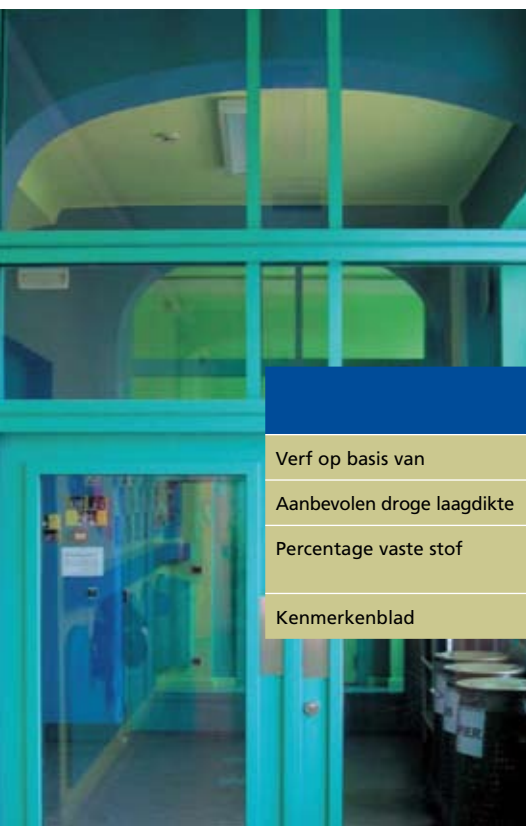 Verf op basis van
Aanbevolen droge laagdikte
Percentage vaste stof
Kenmerkenblad